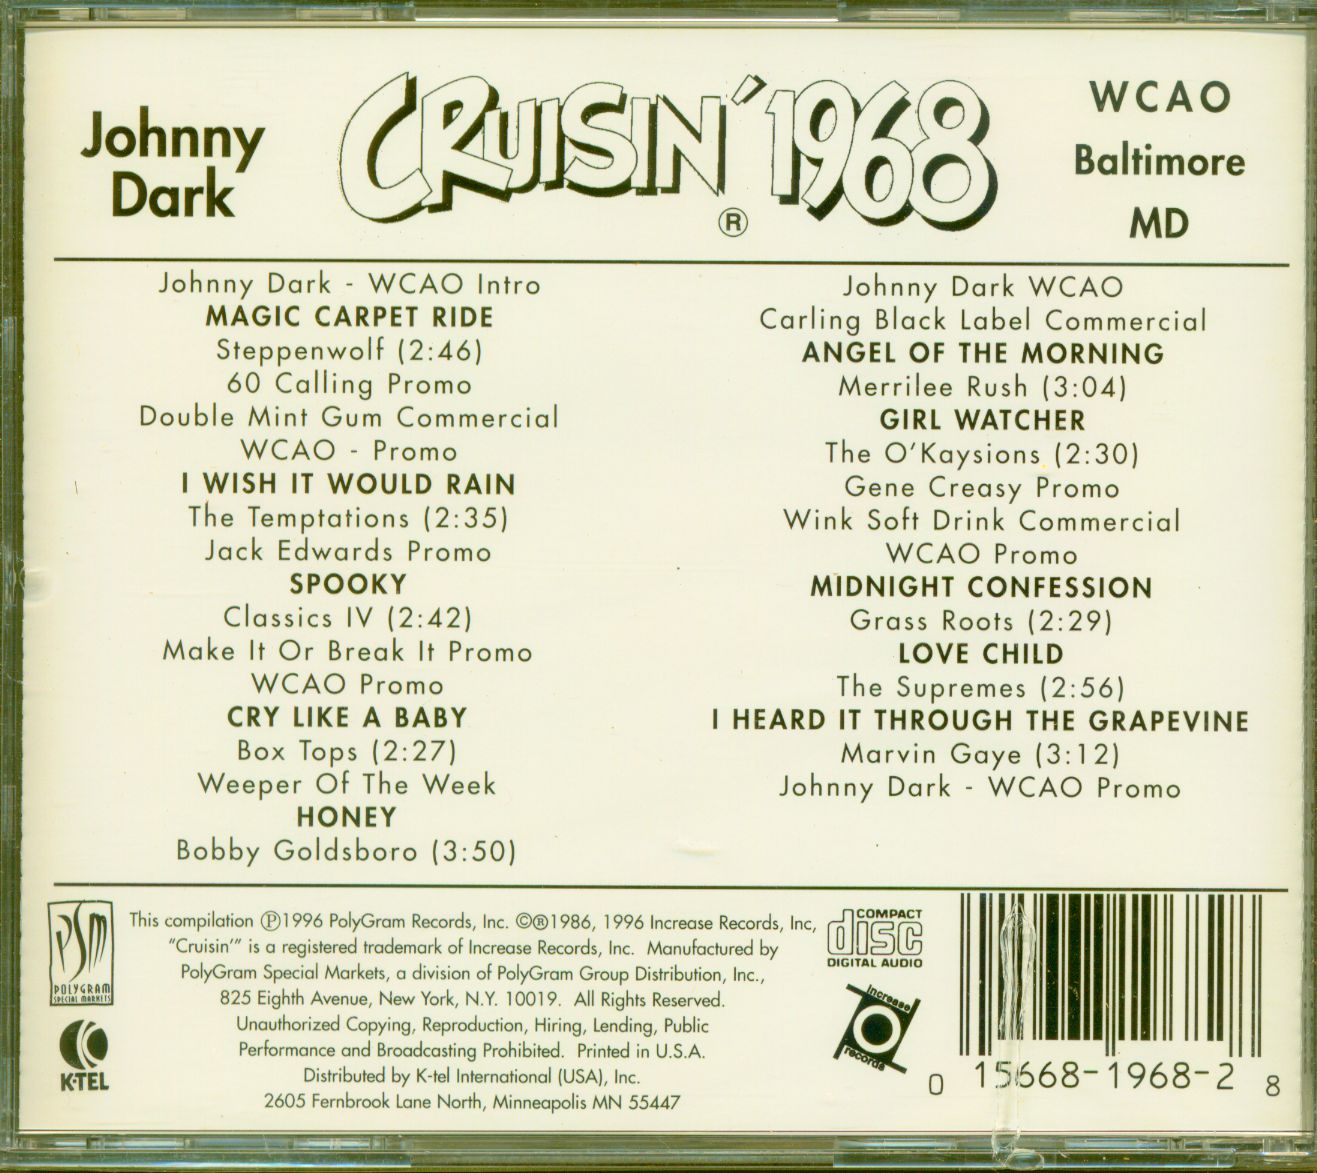 Johnny
Dark
CRUISIN' 1968
®
WCAO
Baltimore
MD
Johnny Dark - WCAO Intro
MAGIC CARPET RIDE
Steppenwolf (2:46)
60 Calling Promo
Double Mint Gum Commercial
WCAO - Promo
I WISH IT WOULD RAIN
The Temptations (2:35)
Jack Edwards Promo
SPOOKY
Classics IV (2:42)
Make It Or Break It Promo
WCAO Promo
CRY LIKE A BABY
Box Tops (2:27)
Weeper Of The Week
HONEY
Bobby Goldsboro (3:50)
Johnny Dark WCAO
Carling Black Label Commercial
ANGEL OF THE MORNING
Merrilee Rush (3:04)
GIRL WATCHER
The O'Kaysions (2:30)
Gene Creasy Promo
Wink Soft Drink Commercial
WCAO Promo
MIDNIGHT CONFESSION
Grass Roots (2:29)
LOVE CHILD
The Supremes (2:56)
I HEARD IT THROUGH THE GRAPEVINE
Marvin Gaye (3:12)
Johnny Dark - WCAO Promo
PSM
POLYGRAM
SPECIAL MARKETS
K-TEL
This compilation ℗1996 PolyGram Records, Inc. ©®1986, 1996 Increase Records, Inc,
"Cruisin'" is a registered trademark of Increase Records, Inc. Manufactured by
PolyGram Special Markets, a division of PolyGram Group Distribution, Inc.,
825 Eighth Avenue, New York, N.Y. 10019. All Rights Reserved.
Unauthorized Copying, Reproduction, Hiring, Lending, Public
Performance and Broadcasting Prohibited. Printed in U.S.A.
Distributed by K-tel International (USA), Inc.
2605 Fernbrook Lane North, Minneapolis MN 55447
COMPACT
disc
DIGITAL AUDIO
increase
records
0 15668-1968-2 8